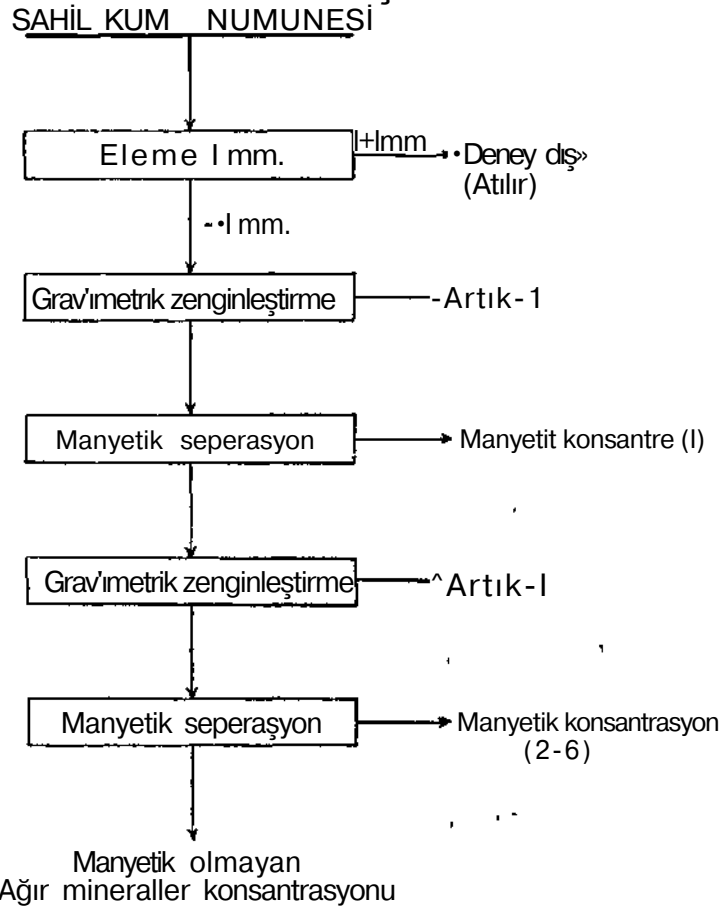 SAHİL KUM NUMUNESİ
Eleme I mm.
I+Imm
•Deney dış»
(Atılır)
-•I mm.
Grav'ımetrık zenginleştirme
-Artık-1
Manyetik seperasyon
Manyetit konsantre (I)
Grav'ımetrik zenginleştirme
^Artık-I
Manyetik seperaşyon
Manyetik konsantrasyon
(2-6)
Manyetik olmayan
Ağır mineraller konsantrasyonu